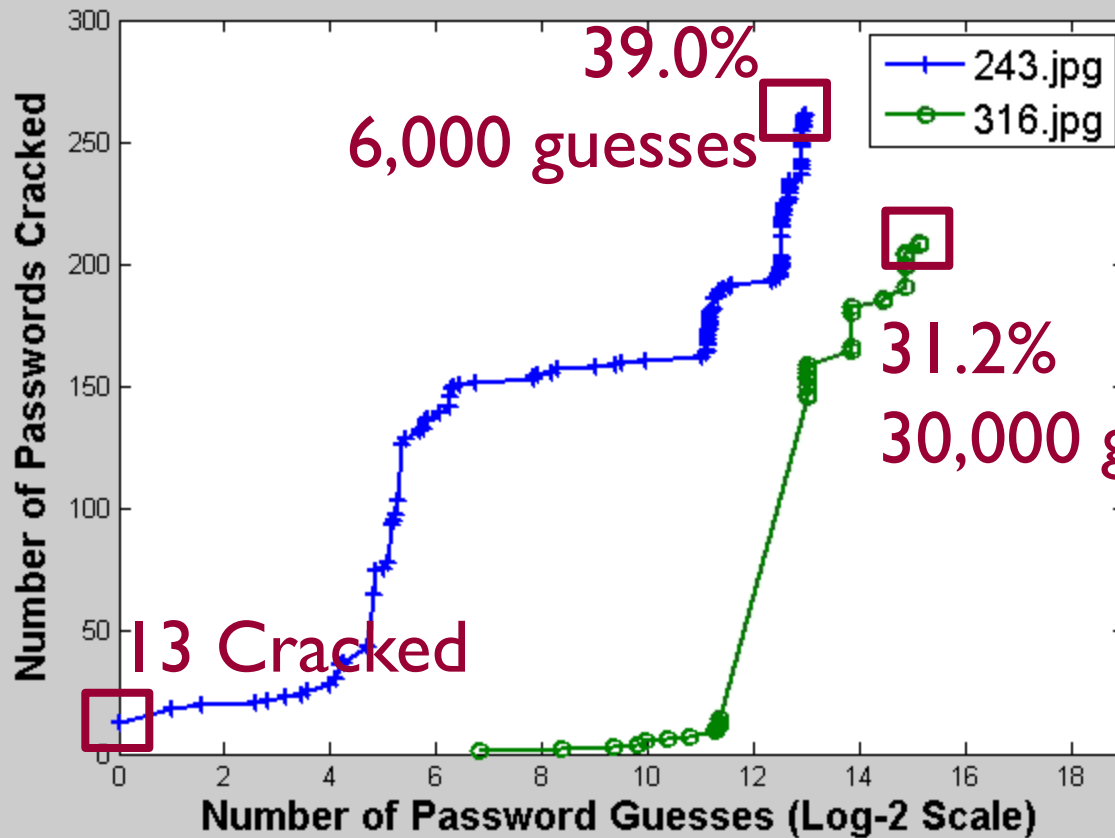 300
250
200
150
100
50
0
Number of Passwords Cracked
39.0%
6,000 guesses
243.jpg
316.jpg
31.2%
30,000 g
13 Cracked
0 2 4 6 8 10 12 14 16 18
Number of Password Guesses (Log-2 Scale)